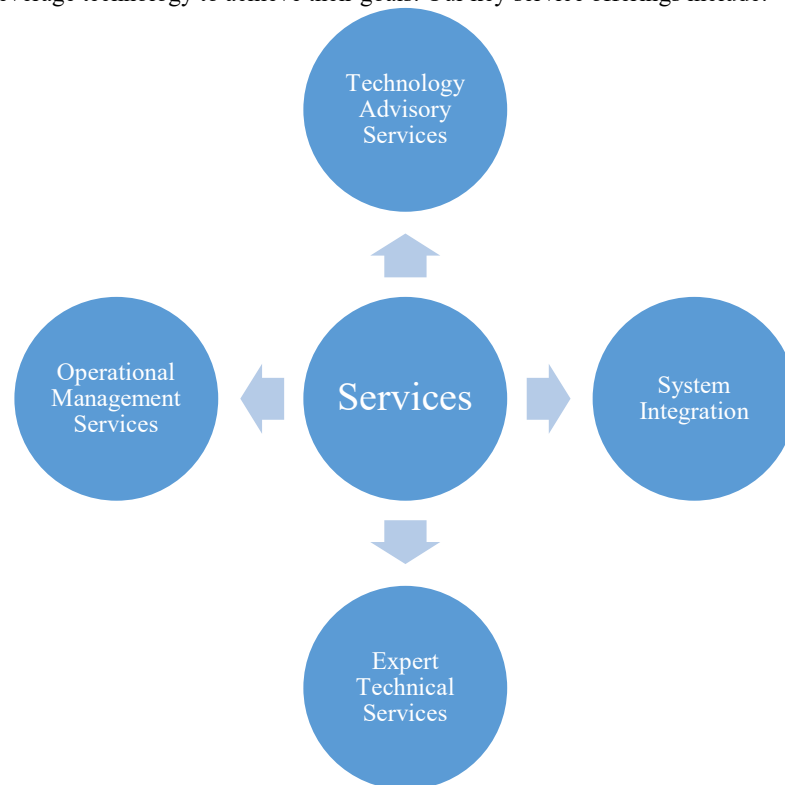 leverage technology to achieve their goals. Our key service offerings include:
Technology
Advisory
Services
Operational
Management
Services
Services
System
Integration
Expert
Technical
Services